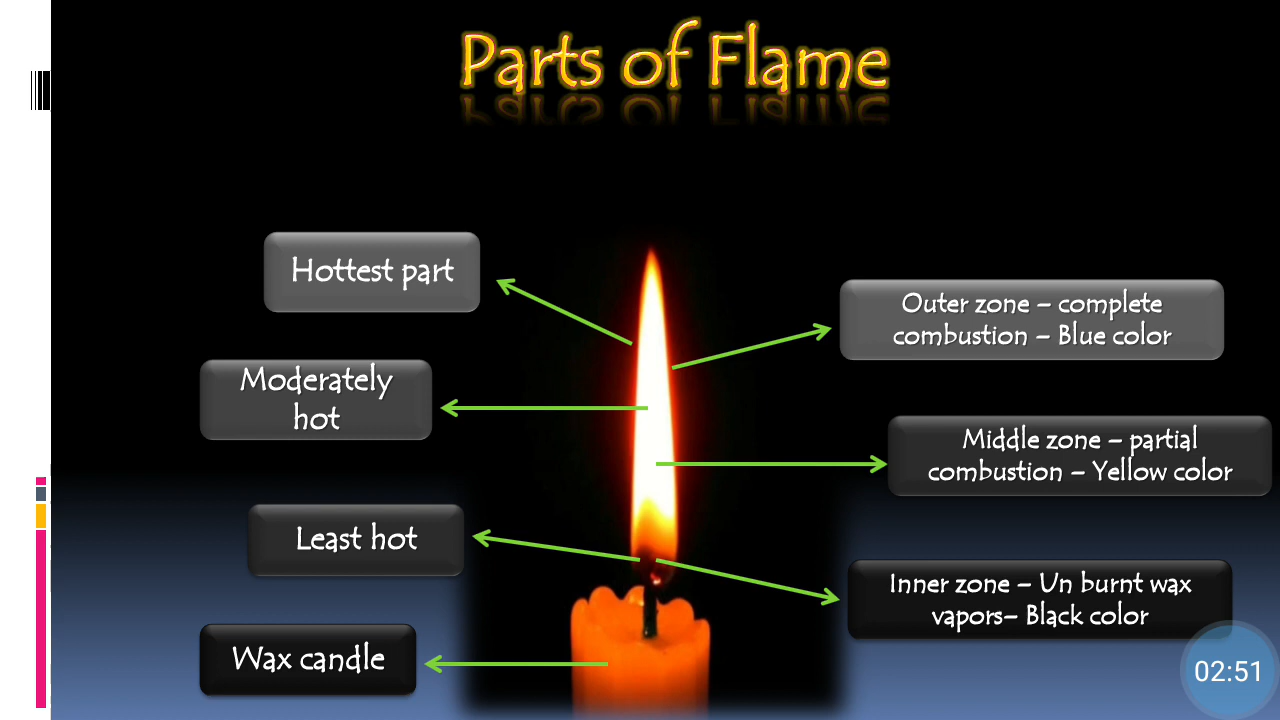 Parts of Flame
Hottest part
Outer zone – complete
combustion – Blue color
Moderately
hot
Middle zone – partial
combustion – Yellow color
Least hot
Inner zone – Un burnt wax
vapors– Black color
Wax candle
02:51